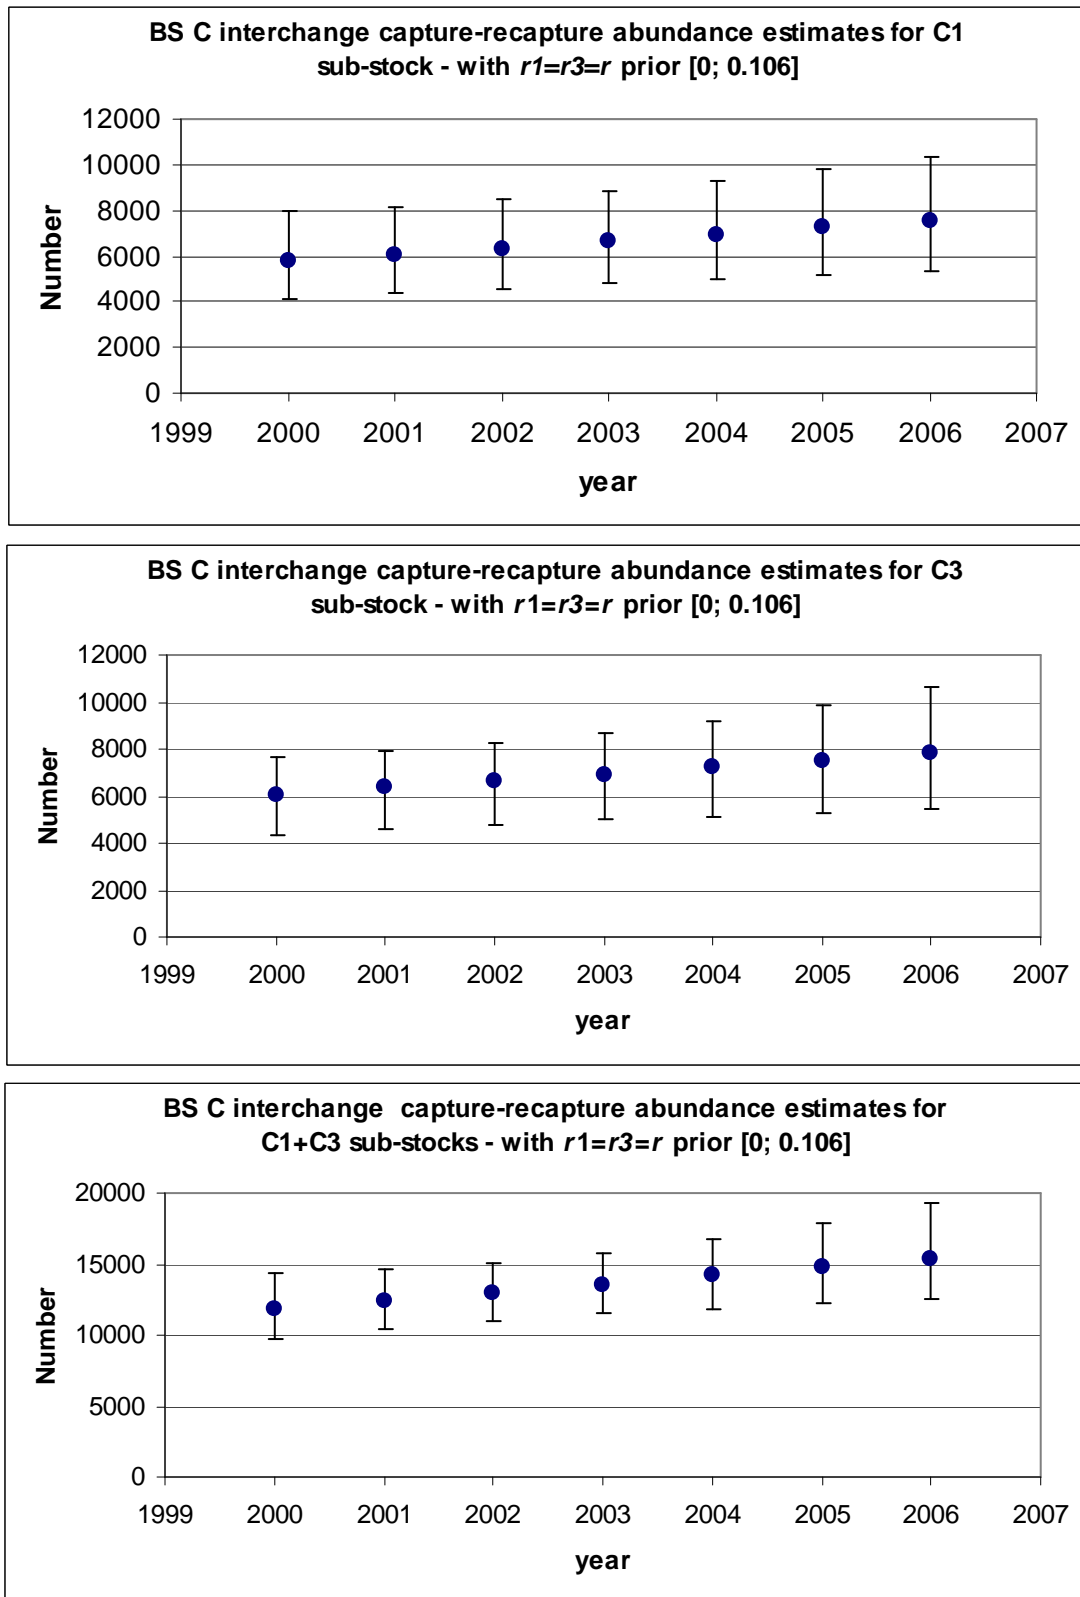 BS C interchange capture-recapture abundance estimates for C1
sub-stock - with r1=r3=r prior [0; 0.106]
12000
10000
8000
6000
4000
2000
0
Number
1999 2000 2001 2002 2003 2004 2005 2006 2007
year
BS C interchange capture-recapture abundance estimates for C3
sub-stock - with r1=r3=r prior [0; 0.106]
12000
10000
8000
6000
4000
2000
0
Number
1999 2000 2001 2002 2003 2004 2005 2006 2007
year
BS C interchange capture-recapture abundance estimates for
C1+C3 sub-stocks - with r1=r3=r prior [0; 0.106]
20000
15000
10000
5000
0
Number
1999 2000 2001 2002 2003 2004 2005 2006 2007
year